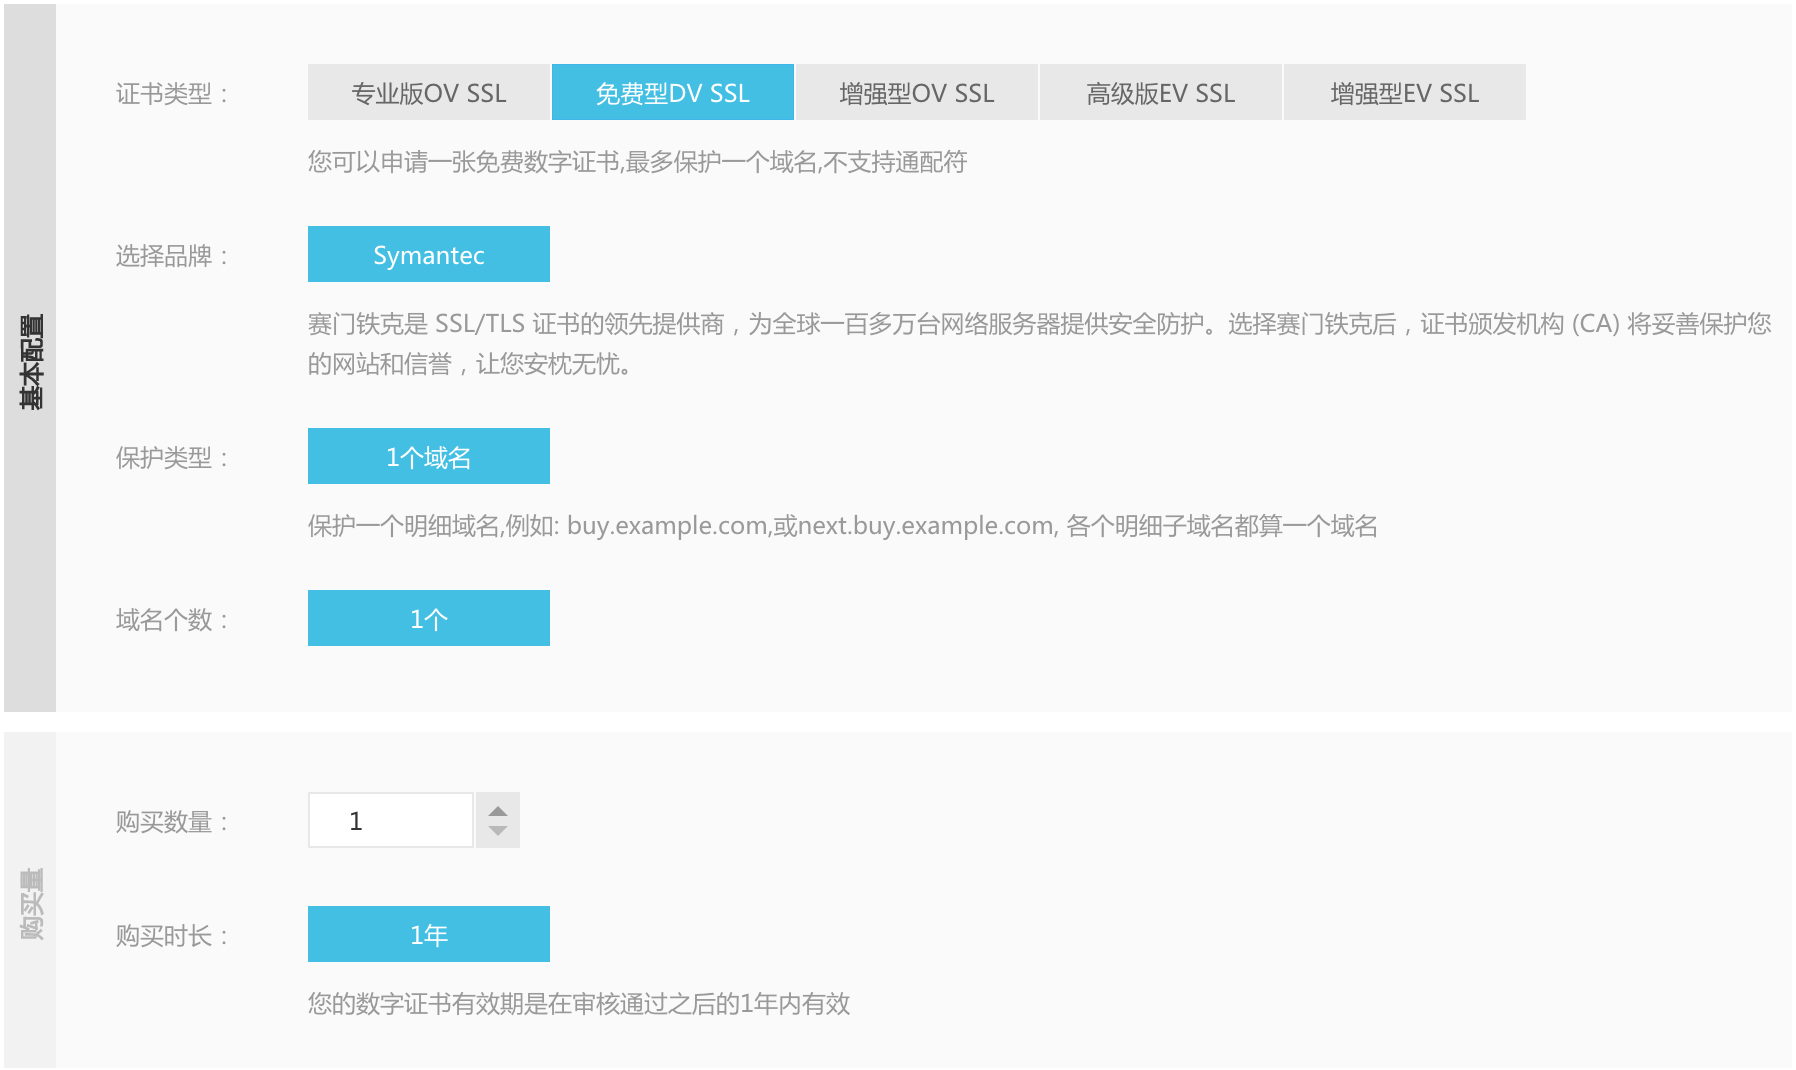 基本配置
证书类型：
专业版OV SSL
免费型DV SSL
增强型OV SSL
高级版EV SSL
增强型EV SSL
您可以申请一张免费数字证书,最多保护一个域名,不支持通配符
选择品牌：
Symantec
赛门铁克是 SSL/TLS 证书的领先提供商，为全球一百多万台网络服务器提供安全防护。选择赛门铁克后，证书颁发机构 (CA) 将妥善保护您
的网站和信誉，让您安枕无忧。
保护类型：
1个域名
保护一个明细域名,例如: buy.example.com,或next.buy.example.com, 各个明细子域名都算一个域名
域名个数：
1个
购买量
购买数量：
1
购买时长：
1年
您的数字证书有效期是在审核通过之后的1年内有效